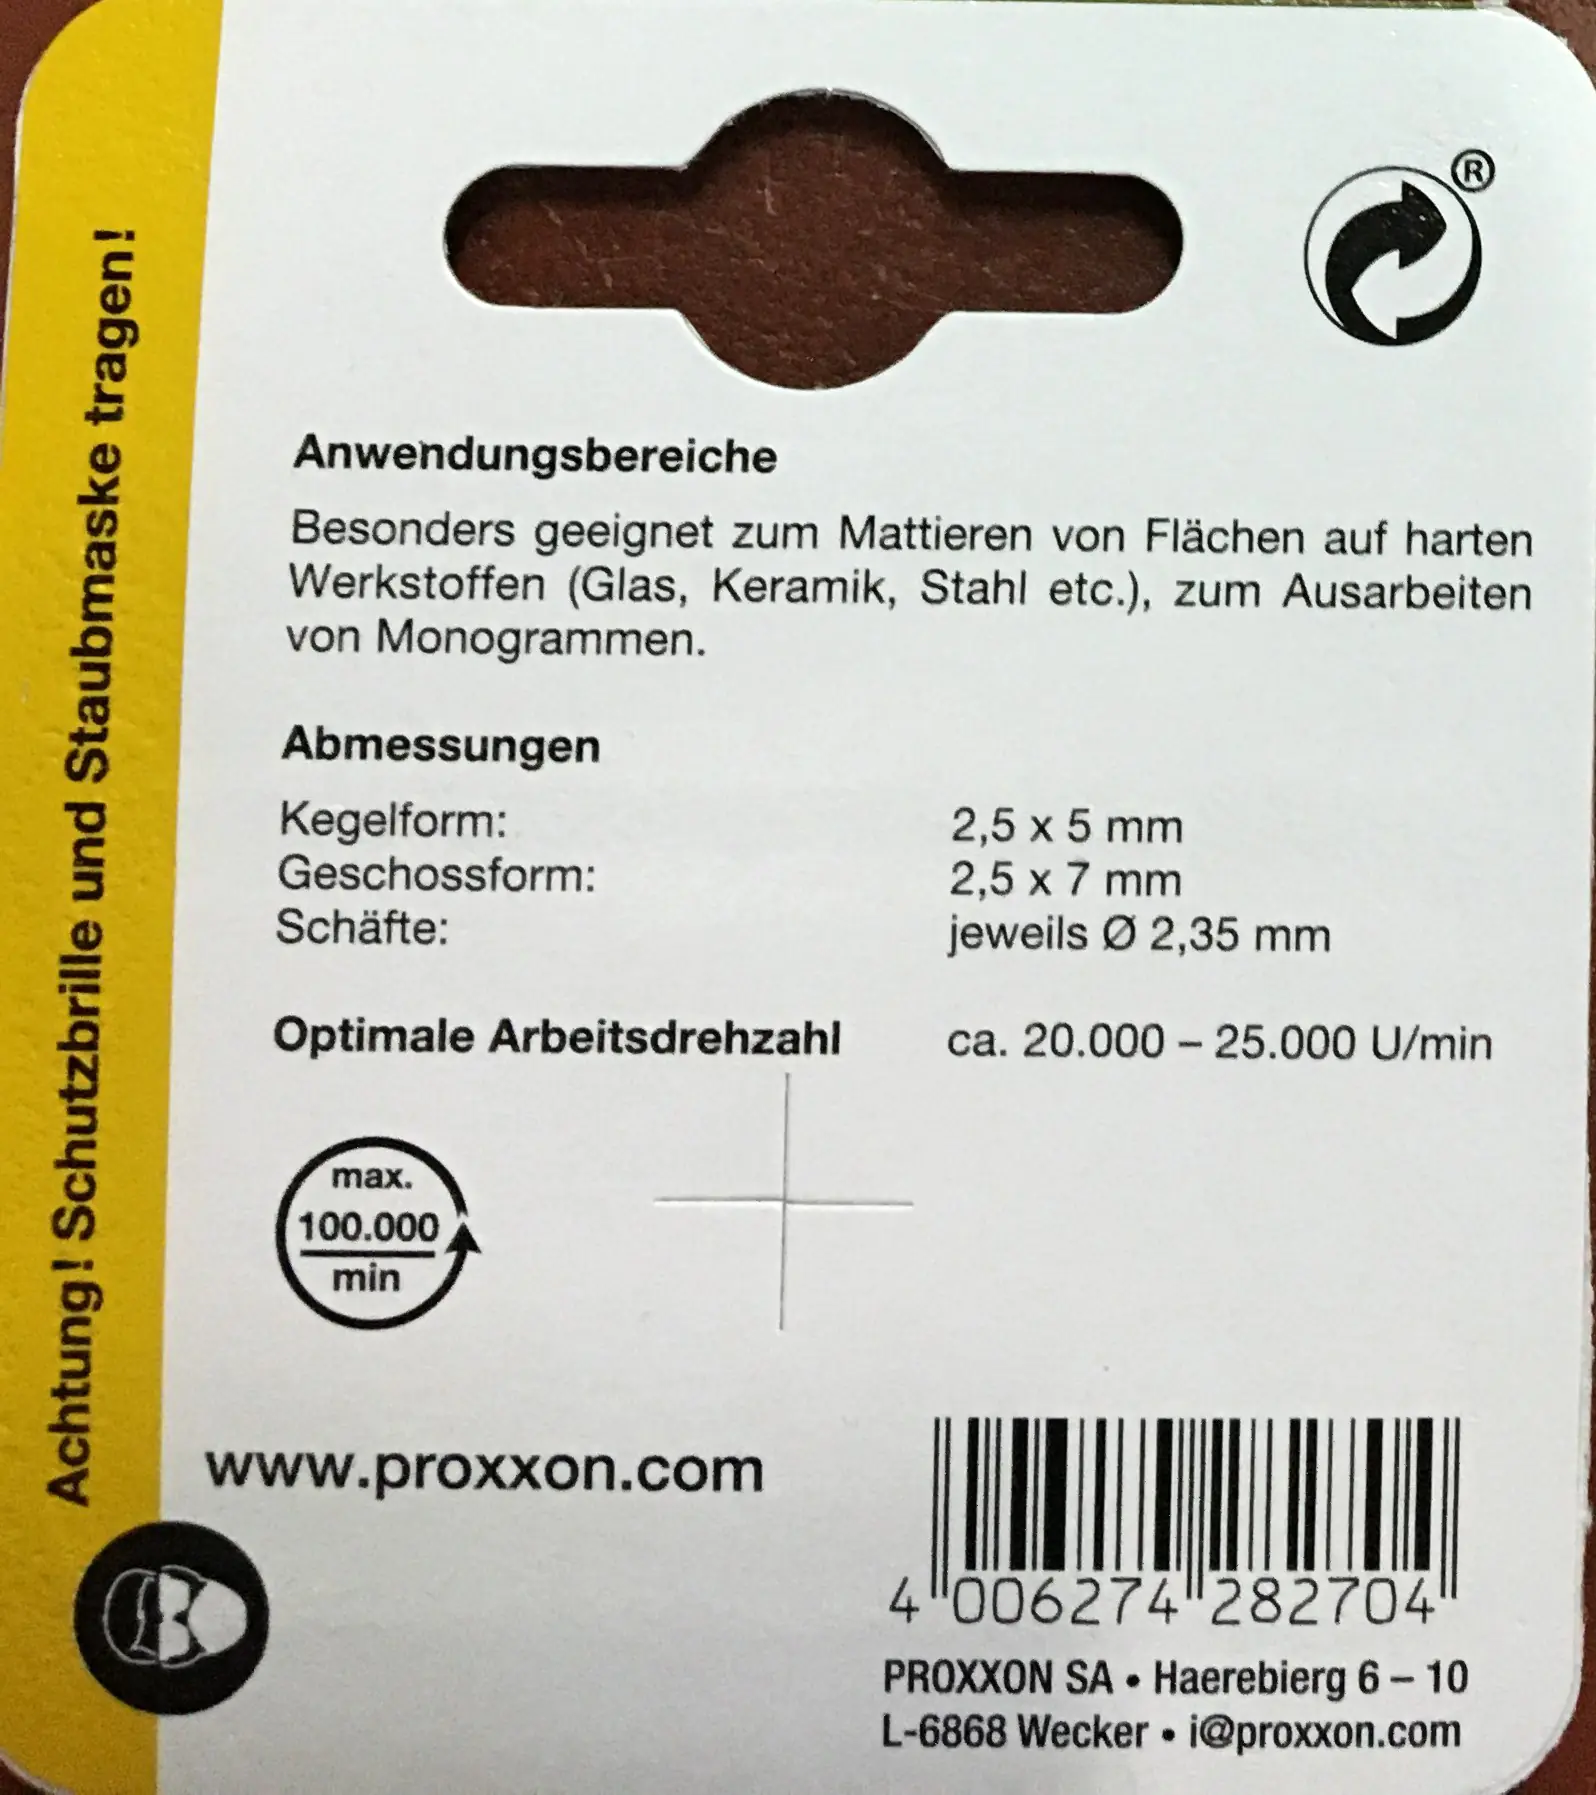 ®
Achtung! Schutzbrille und Staubmaske tragen!
Anwendungsbereiche
Besonders geeignet zum Mattieren von Flächen auf harten
Werkstoffen (Glas, Keramik, Stahl etc.), zum Ausarbeiten
von Monogrammen.
Abmessungen
Kegelform: 2,5 x 5 mm
Geschossform: 2,5 x 7 mm
Schäfte: jeweils Ø 2,35 mm
Optimale Arbeitsdrehzahl ca. 20.000 – 25.000 U/min
max.
100.000
min
www.proxxon.com
4 006274 282704
PROXXON SA • Haerebierg 6 – 10
L-6868 Wecker • i@proxxon.com